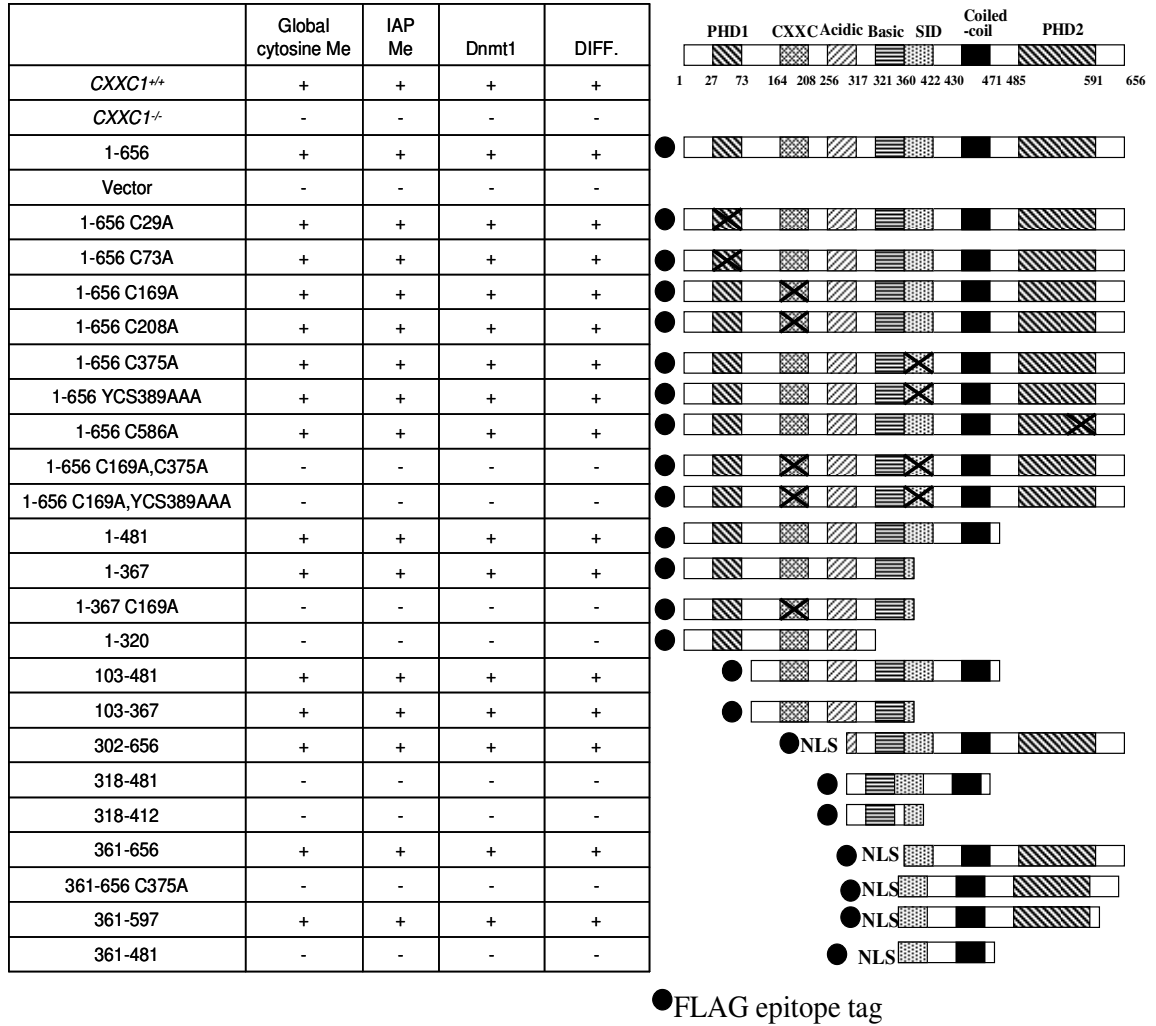 Global cytosine Me IAP Me Dnmt1 DIFF.
PHD1 CXXC Acidic Basic SID Coiled -coil PHD2
1 27 73 164 208 256 317 321 360 422 430 471 485 591 656
CXXC1+/+ + + + +
CXXC1-/- - - - -
1-656 + + + +
Vector - - - -
1-656 C29A + + + +
1-656 C73A + + + +
1-656 C169A + + + +
1-656 C208A + + + +
1-656 C375A + + + +
1-656 YCS389AAA + + + +
1-656 C586A + + + +
1-656 C169A,C375A - - - -
1-656 C169A,YCS389AAA - - - -
1-481 + + + +
1-367 + + + +
1-367 C169A - - - -
1-320 - - - -
103-481 + + + +
103-367 + + + +
302-656 + + + + NLS
318-481 - - - -
318-412 - - - -
361-656 + + + + NLS
361-656 C375A - - - - NLS
361-597 + + + + NLS
361-481 - - - - NLS
FLAG epitope tag